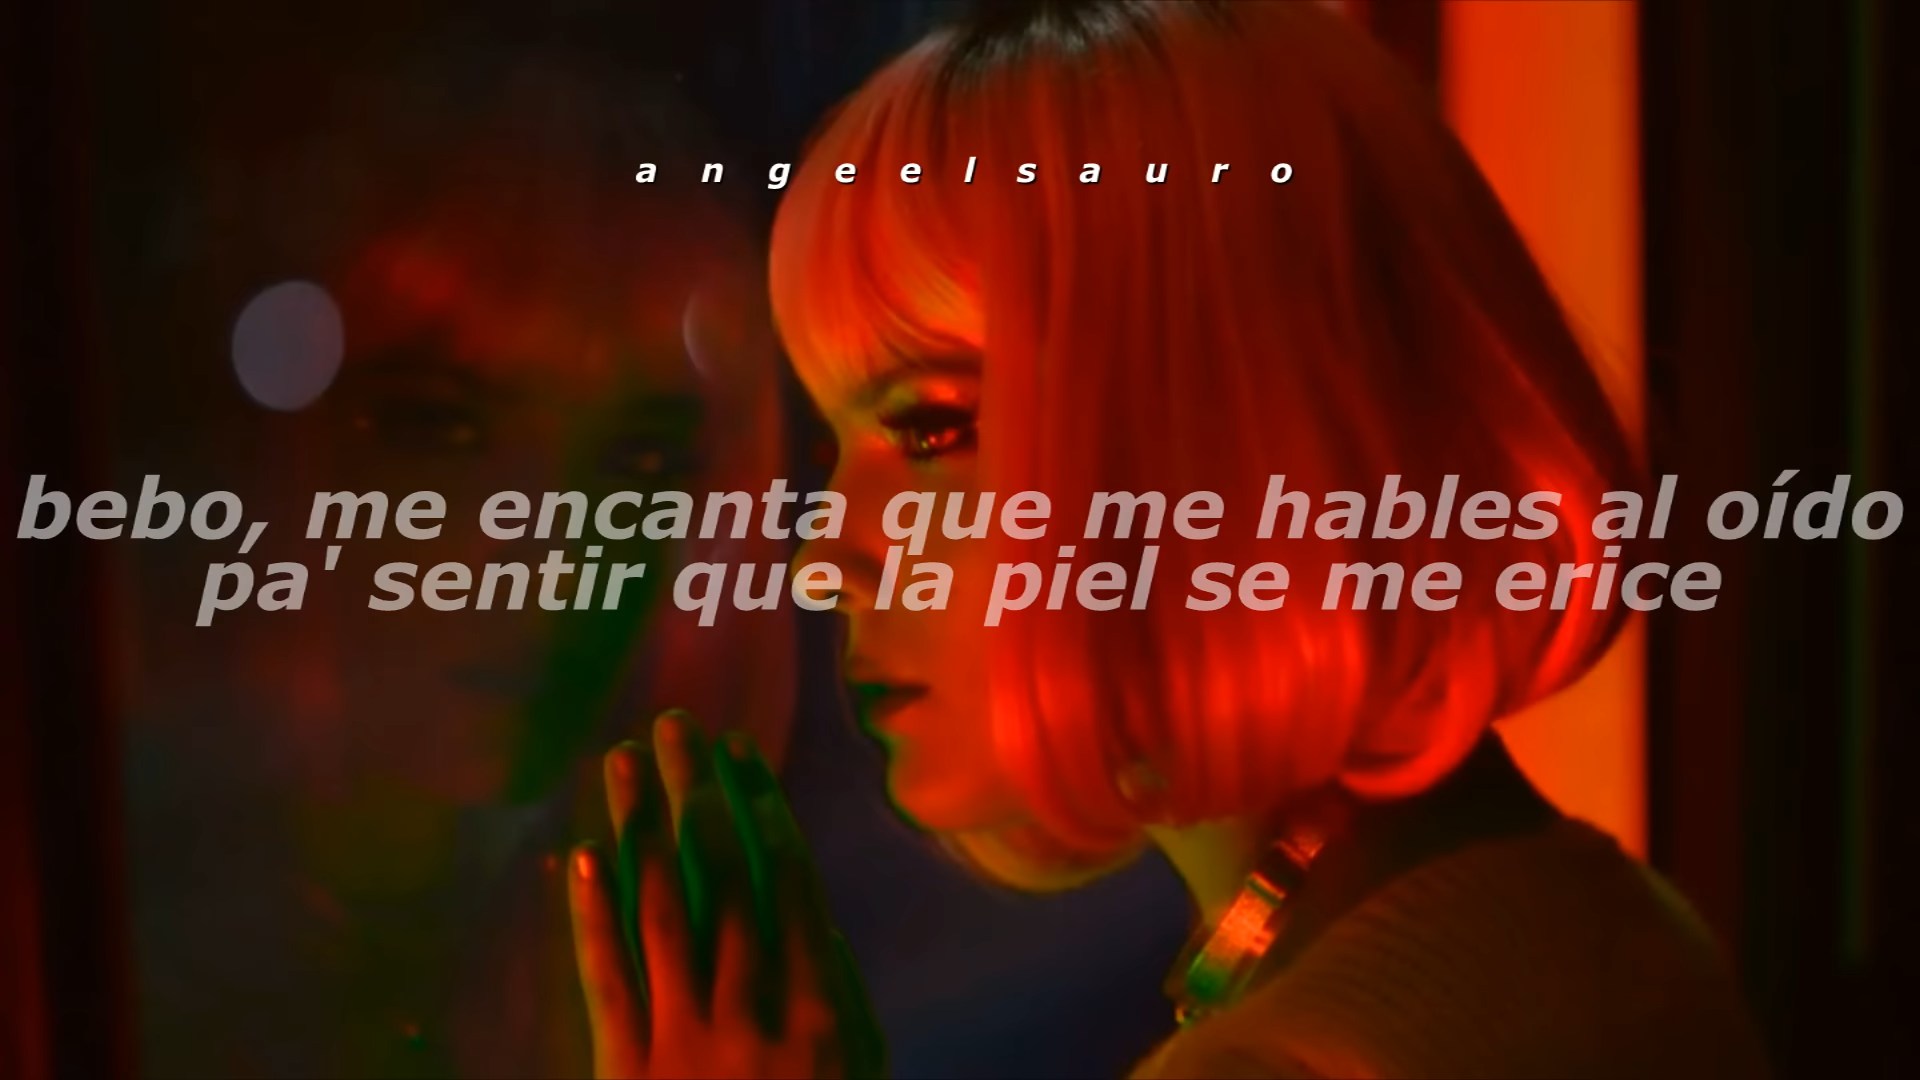 a n g e e l s a u r o
bebo, me encanta que me hables al oído
pa' sentir que la piel se me erice